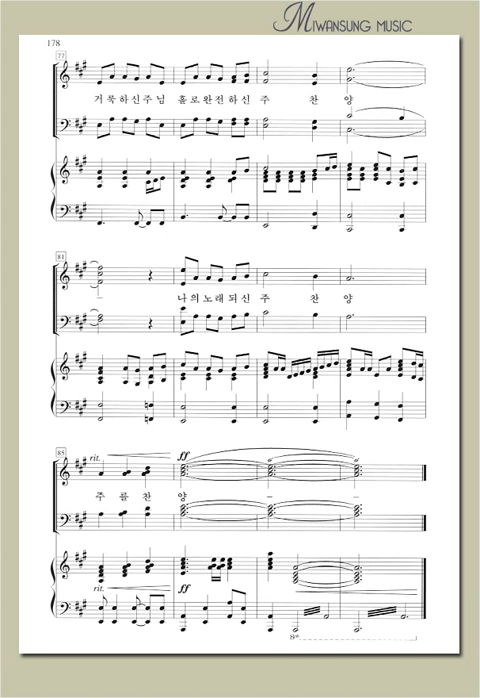 MIWANSUNG MUSIC
178
77
거룩하신주님 홀로완전하신 주 찬 양
81
나의노래되신 주 찬 양
85
rit.
ff
주 를 찬 양
rit.
ff
8va